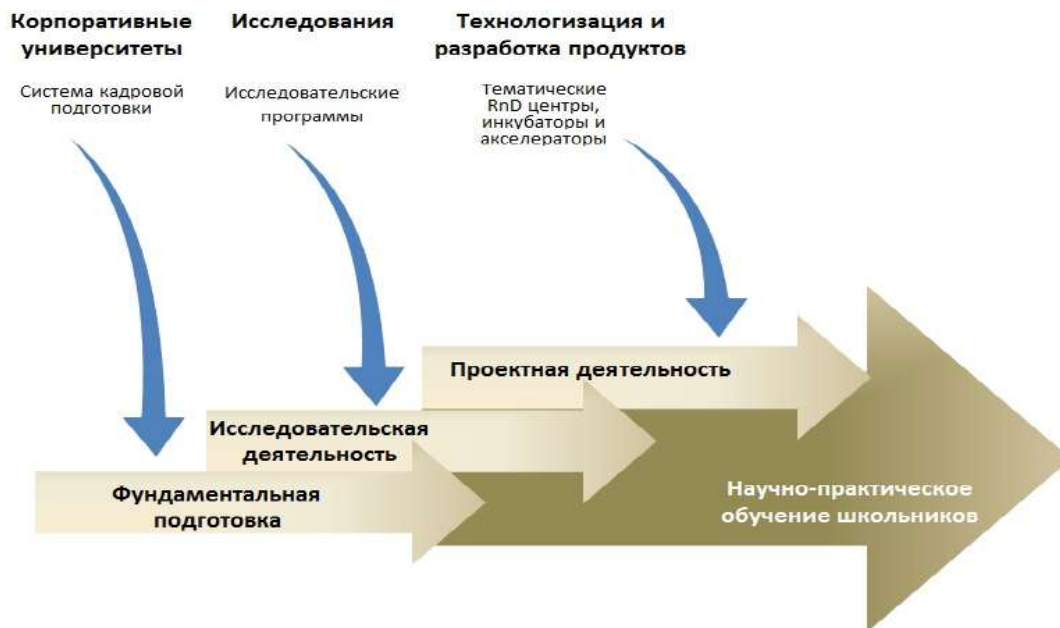 Корпоративные
университеты
Система кадровой
подготовки
Исследования
Исследовательские
программы
Технологизация и
разработка продуктов
Тематические
RnD центры,
инкубаторы и
акселераторы
Проектная деятельность
Исследовательская
деятельность
Фундаментальная
подготовка
Научно-практическое
обучение школьников